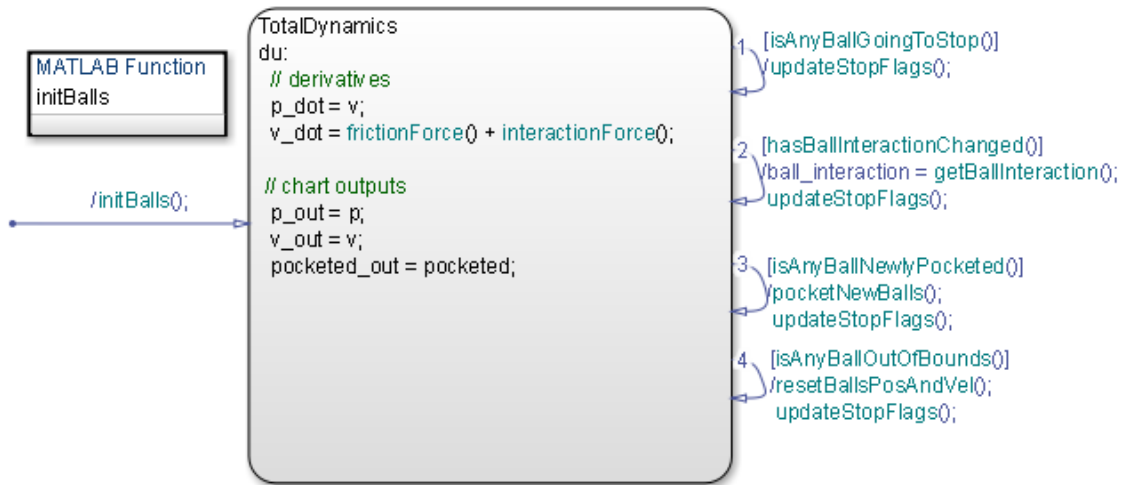 MATLAB Function
initBalls
/initBalls();
TotalDynamics
du:
// derivatives
p_dot = v;
v_dot = frictionForce() + interactionForce();
// chart outputs
p_out = p;
v_out = v;
pocketed_out = pocketed;
1
[isAnyBallGoingToStop()]
/updateStopFlags();
2
[hasBallInteractionChanged()]
/ball_interaction = getBallInteraction();
updateStopFlags();
3
[isAnyBallNewlyPocketed()]
/pocketNewBalls();
updateStopFlags();
4
[isAnyBallOutOfBounds()]
/resetBallsPosAndVel();
updateStopFlags();